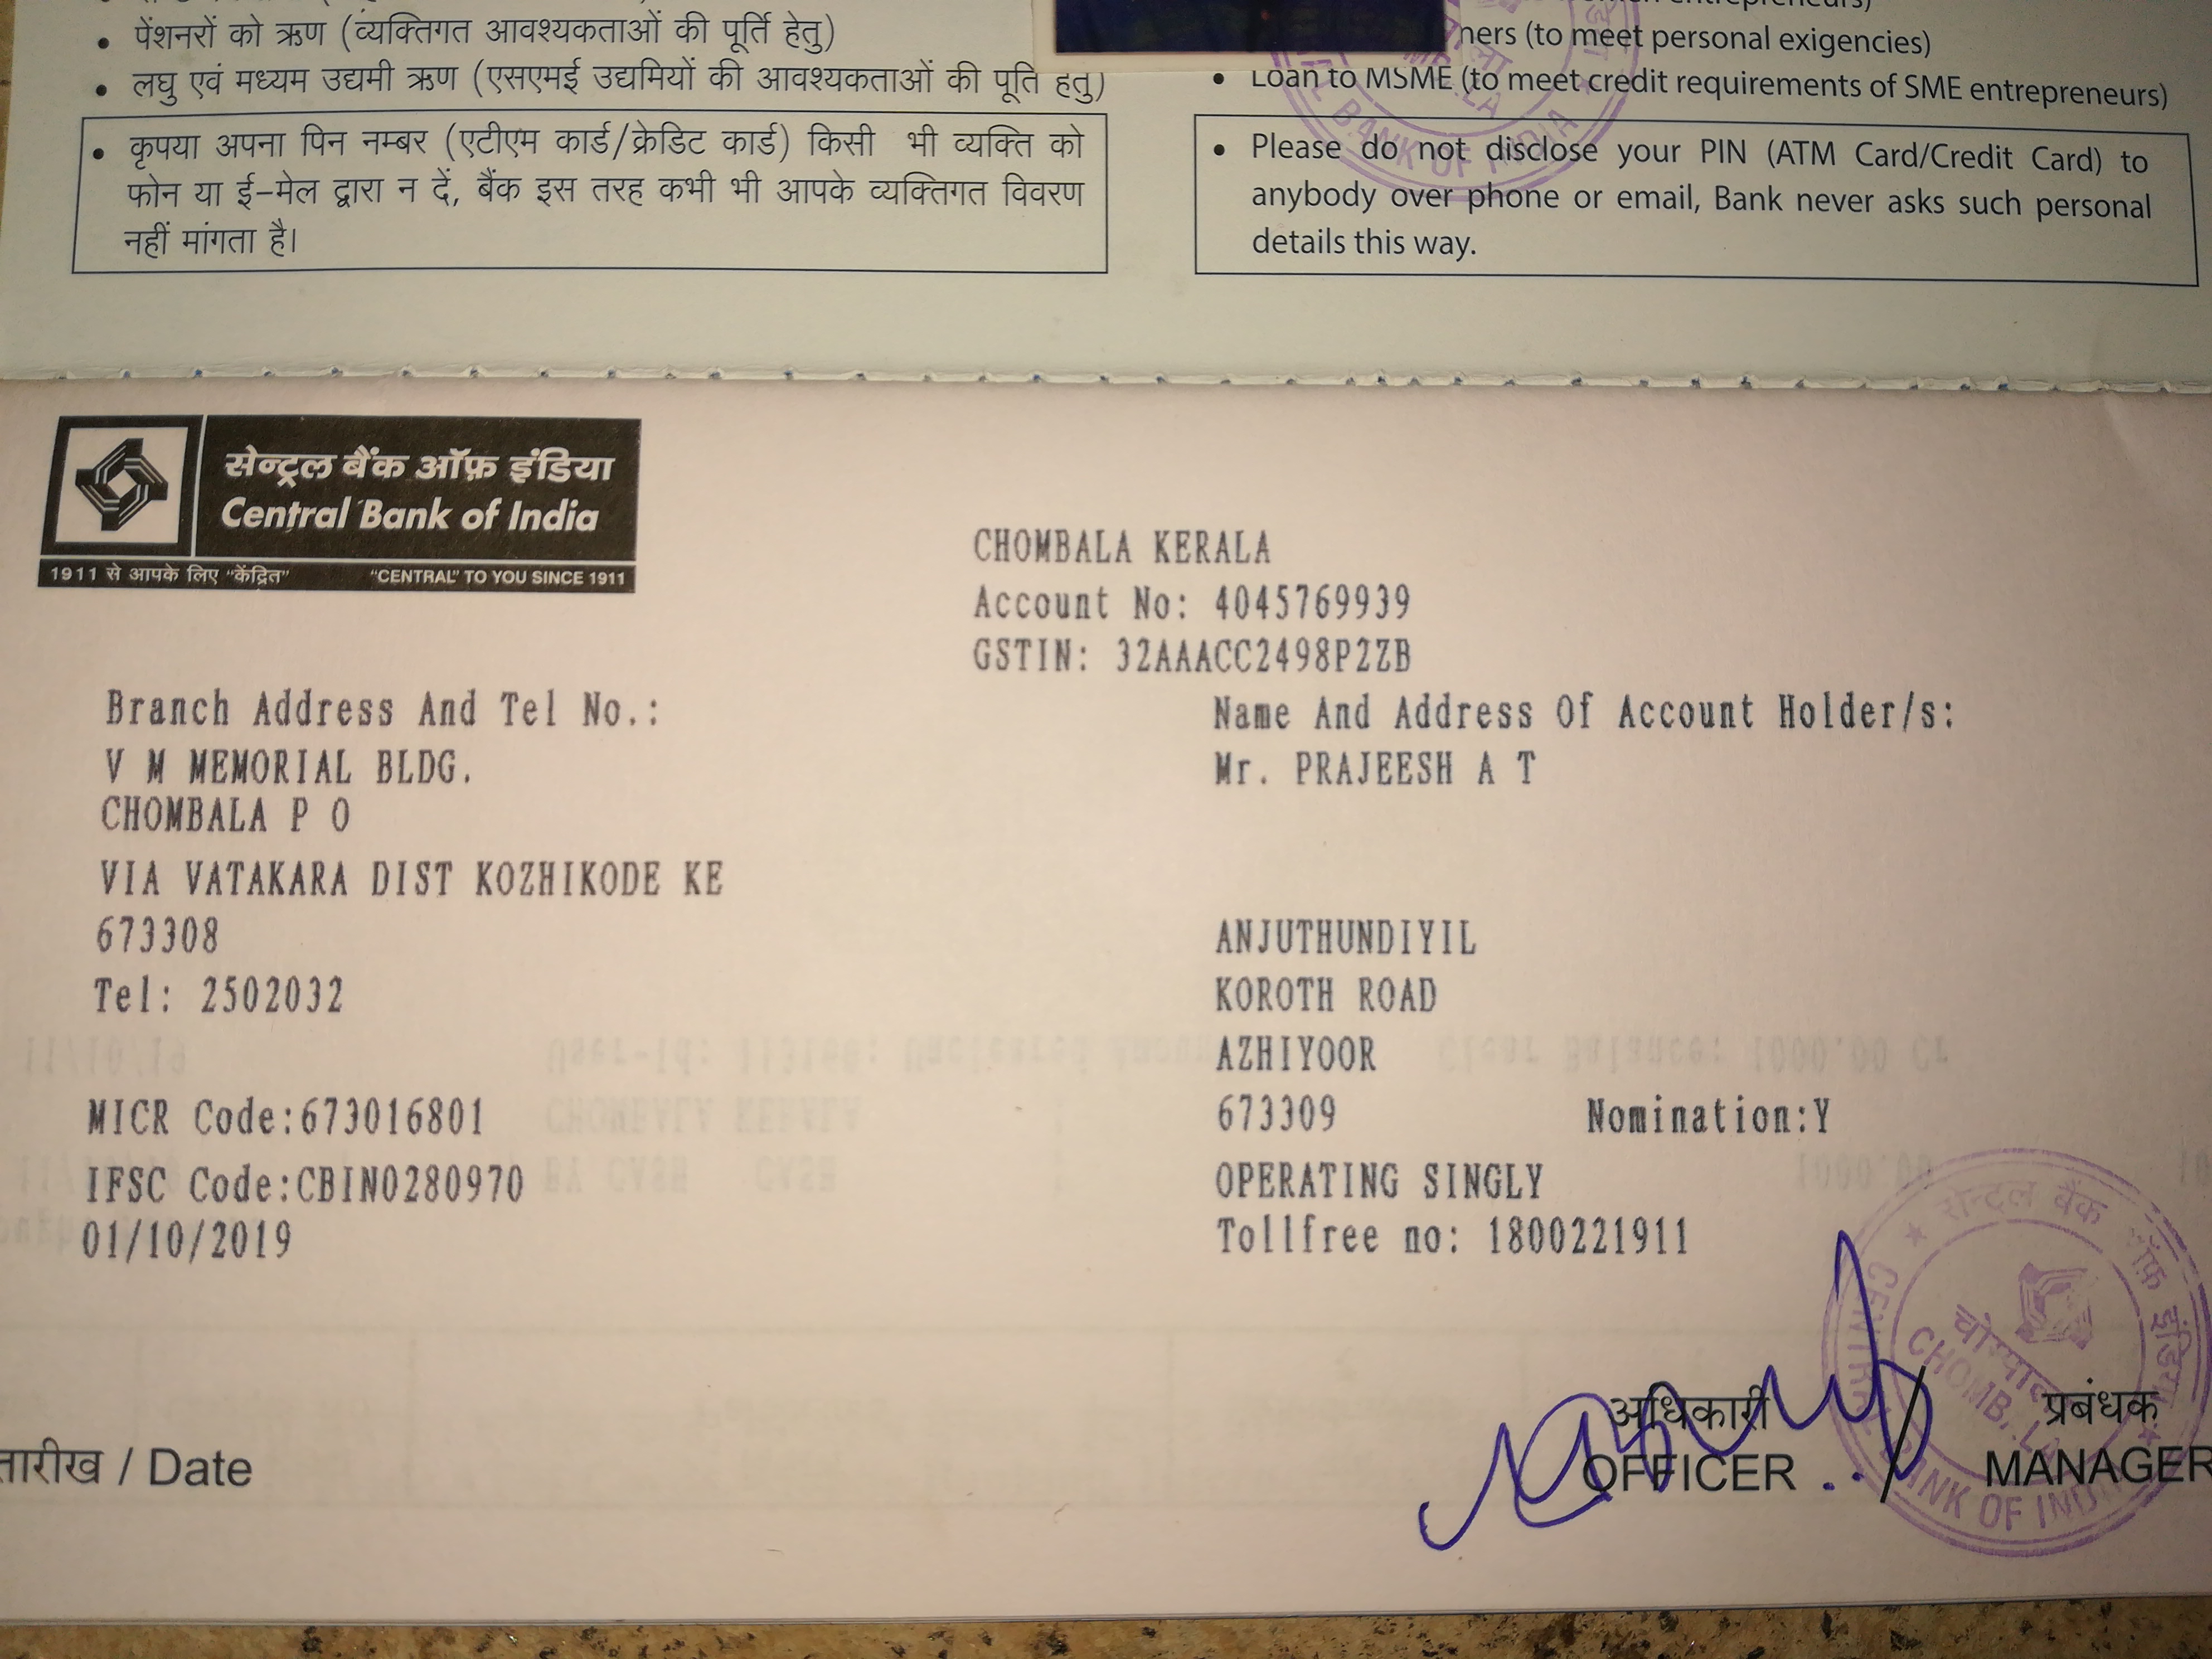 • पेंशनरों को ऋण (व्यक्तिगत आवश्यकताओं की पूर्ति हेतु)
• लघु एवं मध्यम उद्यमी ऋण (एसएमई उद्यमियों की आवश्यकताओं की पूर्ति हेतु)
• कृपया अपना पिन नम्बर (एटीएम कार्ड/क्रेडिट कार्ड) किसी भी व्यक्ति को
फोन या ई-मेल द्वारा न दें, बैंक इस तरह कभी भी आपके व्यक्तिगत विवरण
नहीं मांगता है।
entrepreneurs)
(to meet personal exigencies)
• Loan to MSME (to meet credit requirements of SME entrepreneurs)
• Please do not disclose your PIN (ATM Card/Credit Card) to
anybody over phone or email, Bank never asks such personal
details this way.
BANK OF INDIA
सेन्ट्रल बैंक ऑफ़ इंडिया
Central Bank of India
1911 से आपके लिए "केंद्रित" "CENTRAL" TO YOU SINCE 1911
CHOMBALA KERALA
Account No: 4045769939
GSTIN: 32AAACC2498P2ZB
Branch Address And Tel No.:
V M MEMORIAL BLDG.
CHOMBALA P O
VIA VATAKARA DIST KOZHIKODE KE
673308
Tel: 2502032
MICR Code:673016801
IFSC Code:CBIN0280970
01/10/2019
Name And Address Of Account Holder/s:
Mr. PRAJEESH A T
ANJUTHUNDIYIL
KOROTH ROAD
AZHIYOOR
673309 Nomination:Y
OPERATING SINGLY
Tollfree no: 1800221911
सेन्ट्रल बैंक ऑफ़ इंडिया
CENTRAL BANK OF INDIA
तारीख / Date
अधिकारी
OFFICER
प्रबंधक
MANAGER